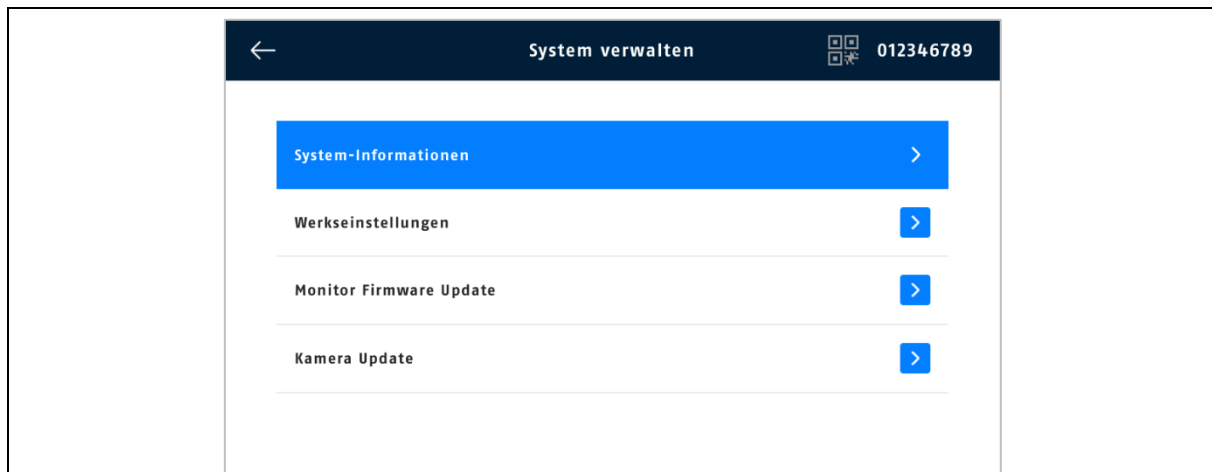 System verwalten 012346789
System-Informationen
Werkseinstellungen
Monitor Firmware Update
Kamera Update